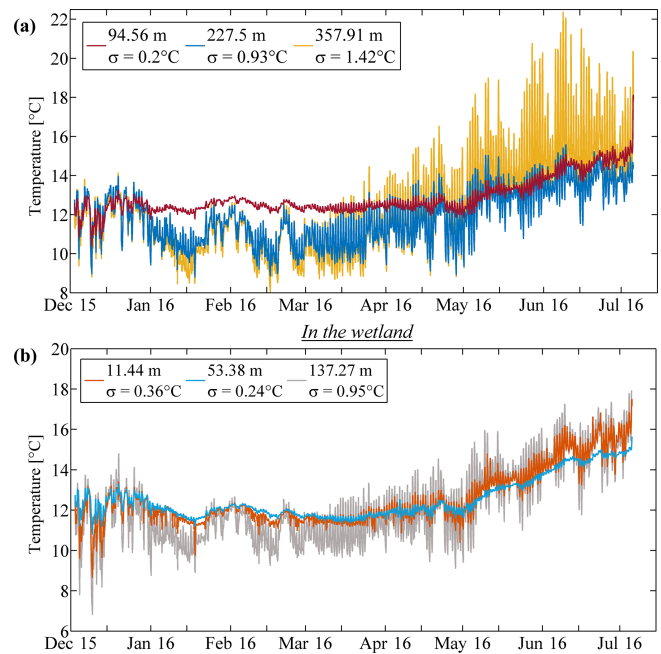 (a)
94.56 m 227.5 m 357.91 m
σ = 0.2°C σ = 0.93°C σ = 1.42°C
Temperature [°C]
22
20
18
16
14
12
10
8
Dec 15 Jan 16 Feb 16 Mar 16 Apr 16 May 16 Jun 16 Jul 16
In the wetland
(b)
11.44 m 53.38 m 137.27 m
σ = 0.36°C σ = 0.24°C σ = 0.95°C
Temperature [°C]
20
18
16
14
12
10
8
6
Dec 15 Jan 16 Feb 16 Mar 16 Apr 16 May 16 Jun 16 Jul 16